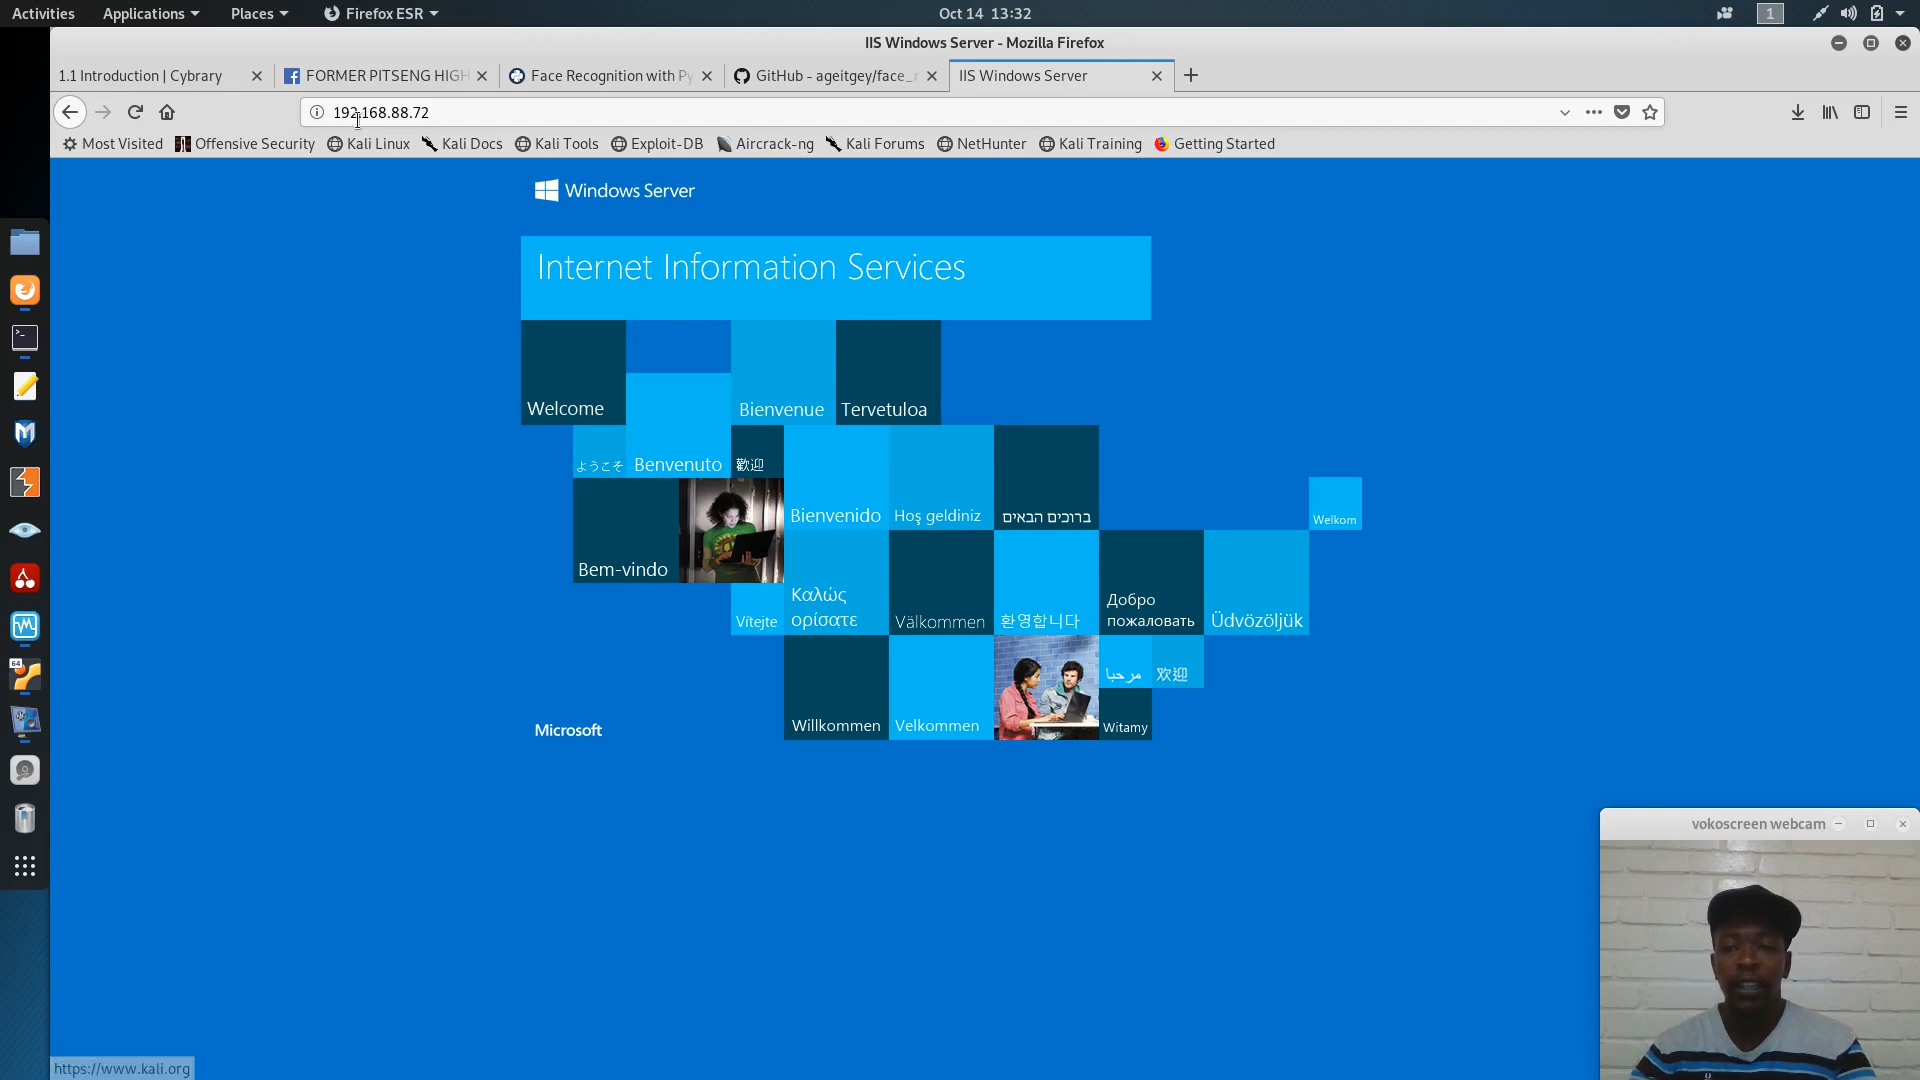 Activities Applications Places Firefox ESR Oct 14 13:32 1
IIS Windows Server - Mozilla Firefox
1.1 Introduction | Cybrary FORMER PITSENG HIGH Face Recognition with Py GitHub - ageitgey/face_r IIS Windows Server
192.168.88.72
Most Visited Offensive Security Kali Linux Kali Docs Kali Tools Exploit-DB Aircrack-ng Kali Forums NetHunter Kali Training Getting Started
Windows Server
Internet Information Services
Welcome Bienvenue Tervetuloa
ようこそ Benvenuto 歡迎
Bienvenido Hoş geldiniz ברוכים הבאים Welkom
Bem-vindo
Vítejte Καλώς ορίσατε Välkommen 환영합니다 Добро пожаловать Üdvözöljük
مرحبا 欢迎
Willkommen Velkommen Witamy
Microsoft
64
vokoscreen webcam
https://www.kali.org